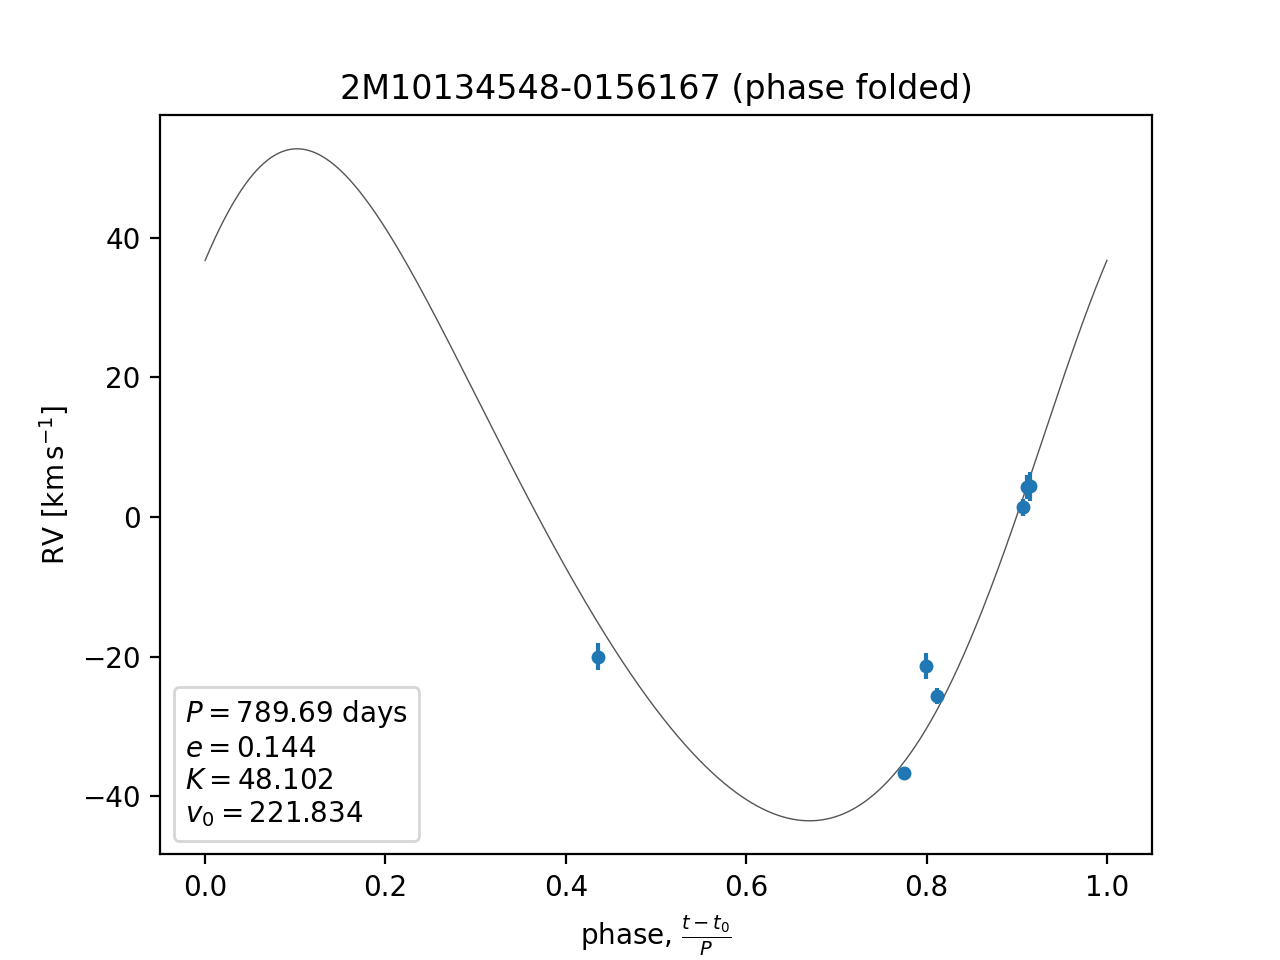 2M10134548-0156167 (phase folded)
RV [km s⁻¹]
40
20
0
−20
−40
P = 789.69 days
e = 0.144
K = 48.102
v₀ = 221.834
0.0 0.2 0.4 0.6 0.8 1.0
phase, (t − t₀)/P